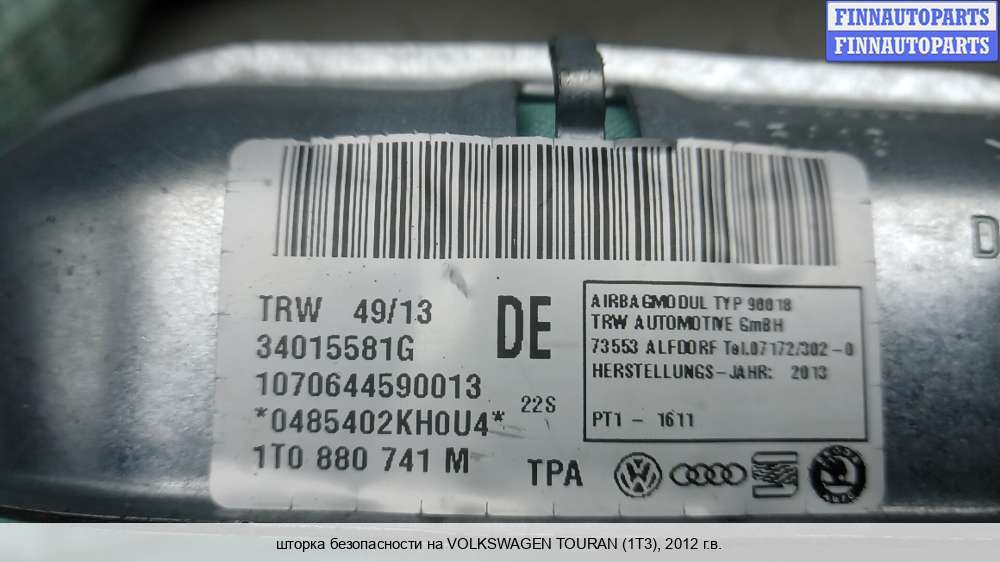 FINNAUTOPARTS
FINNAUTOPARTS
TRW 49/13
34015581G
1070644590013
*0485402KH0U4*
1T0 880 741 M
DE
22S
TPA
AIRBAGMODUL TYP 90018
TRW AUTOMOTIVE GmBH
73553 ALFDORF Tel.07172/302-0
HERSTELLUNGS-JAHR: 2013
PT1 - 1611
D
шторка безопасности на VOLKSWAGEN TOURAN (1T3), 2012 г.в.